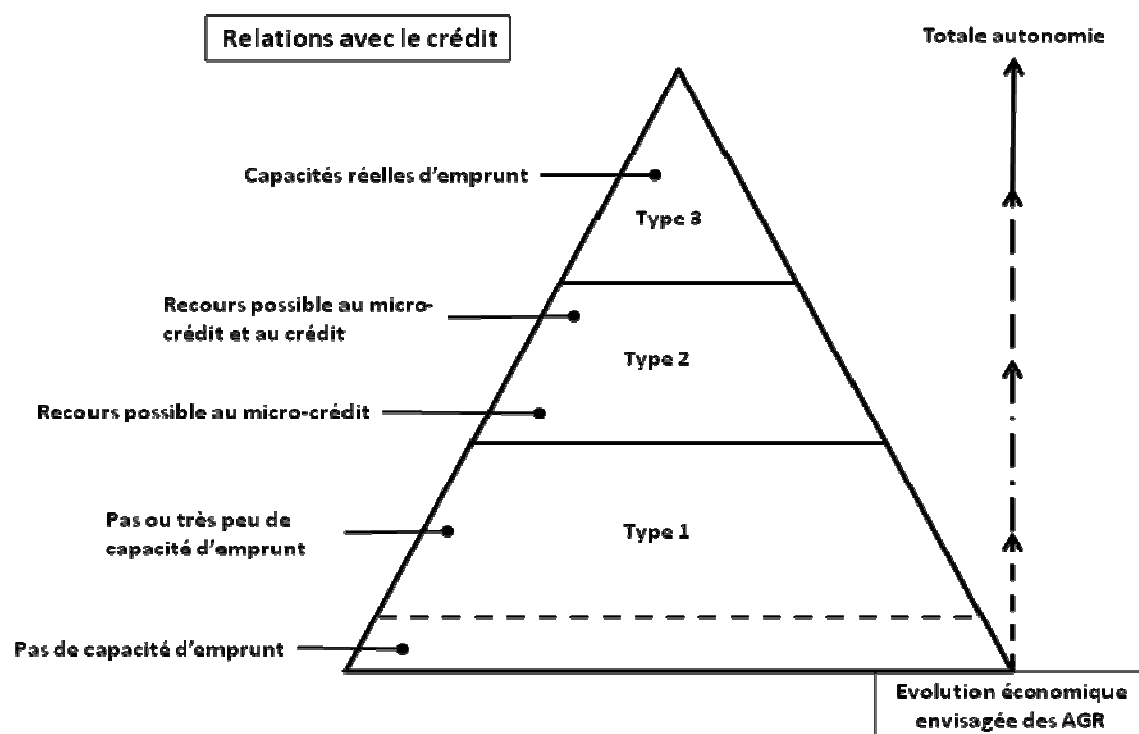 Relations avec le crédit
Totale autonomie
Capacités réelles d'emprunt
Type 3
Recours possible au micro-
crédit et au crédit
Type 2
Recours possible au micro-crédit
Pas ou très peu de
capacité d'emprunt
Type 1
Pas de capacité d'emprunt
Evolution économique
envisagée des AGR